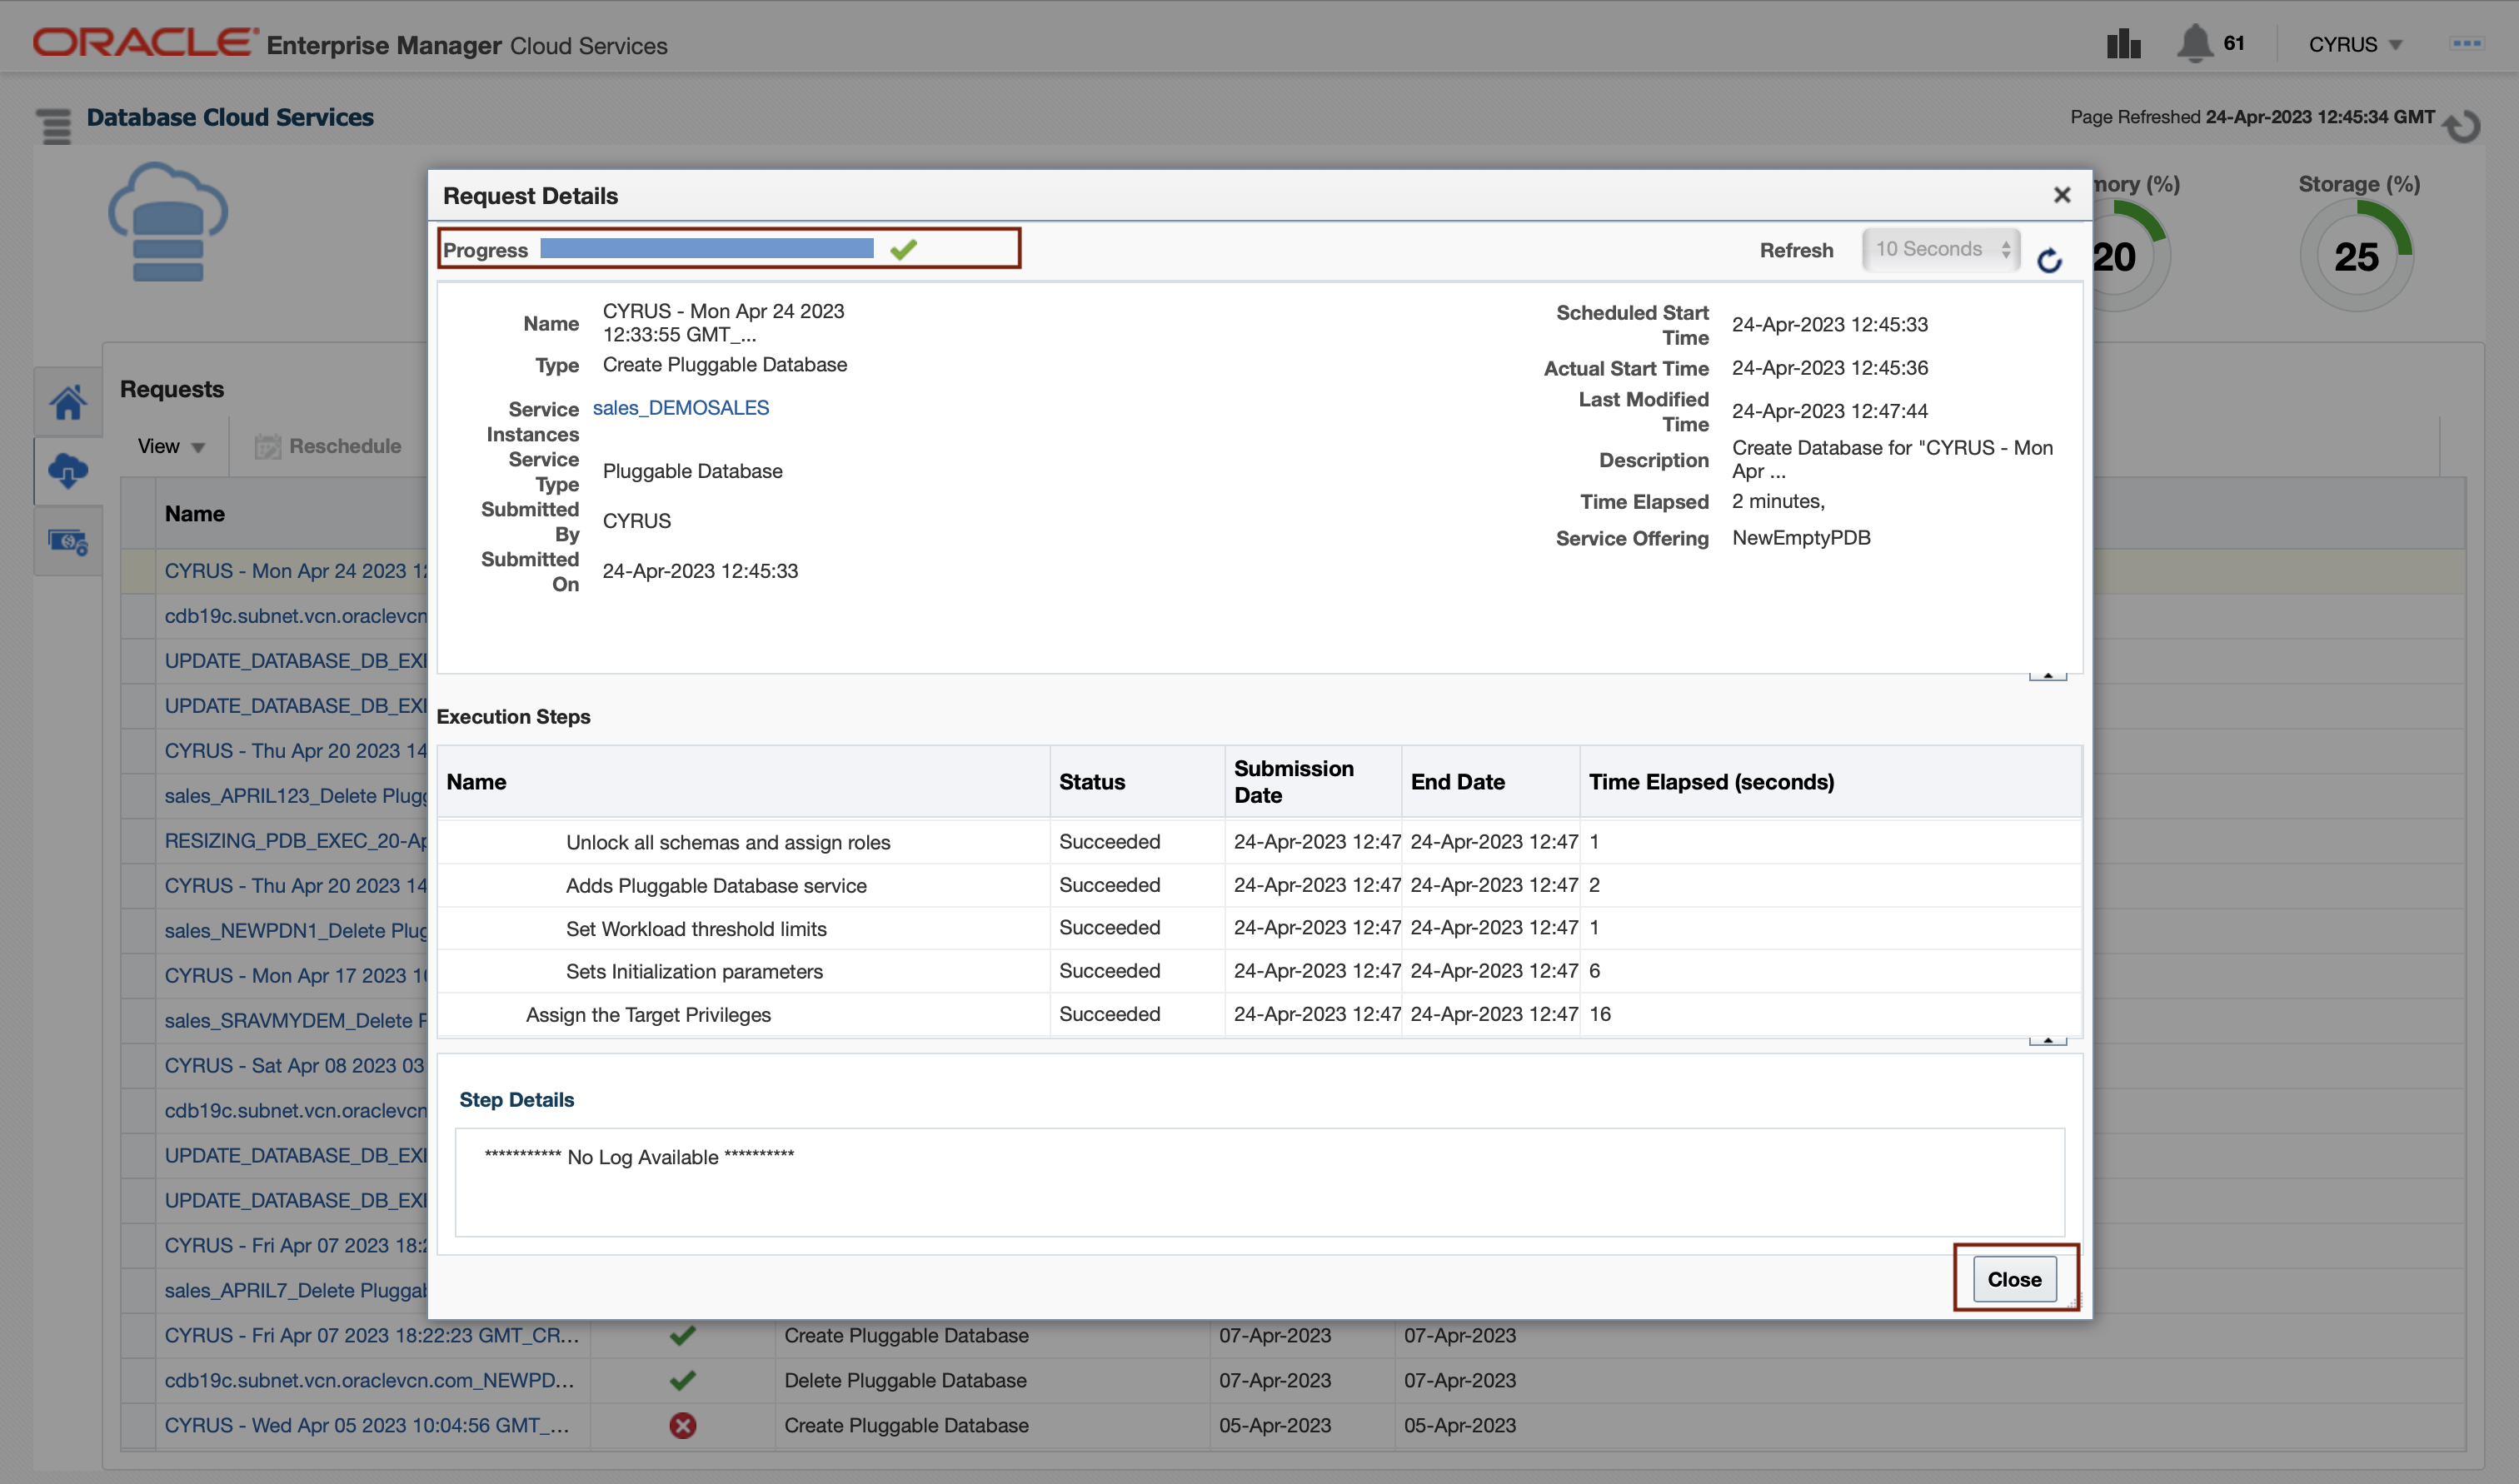 ORACLE Enterprise Manager Cloud Services
61
CYRUS
Database Cloud Services
Page Refreshed 24-Apr-2023 12:45:34 GMT
mory (%)
20
Storage (%)
25
Request Details
Progress
Refresh
10 Seconds
Name
CYRUS - Mon Apr 24 2023
12:33:55 GMT_...
Type
Create Pluggable Database
Service
Instances
sales_DEMOSALES
Service
Type
Pluggable Database
Submitted
By
CYRUS
Submitted
On
24-Apr-2023 12:45:33
Scheduled Start
Time
24-Apr-2023 12:45:33
Actual Start Time
24-Apr-2023 12:45:36
Last Modified
Time
24-Apr-2023 12:47:44
Description
Create Database for "CYRUS - Mon
Apr ...
Time Elapsed
2 minutes,
Service Offering
NewEmptyPDB
Execution Steps
Name
Status
Submission
Date
End Date
Time Elapsed (seconds)
Unlock all schemas and assign roles Succeeded 24-Apr-2023 12:47 24-Apr-2023 12:47 1
Adds Pluggable Database service Succeeded 24-Apr-2023 12:47 24-Apr-2023 12:47 2
Set Workload threshold limits Succeeded 24-Apr-2023 12:47 24-Apr-2023 12:47 1
Sets Initialization parameters Succeeded 24-Apr-2023 12:47 24-Apr-2023 12:47 6
Assign the Target Privileges Succeeded 24-Apr-2023 12:47 24-Apr-2023 12:47 16
Step Details
*********** No Log Available **********
Close
Requests
View
Reschedule
Name
CYRUS - Mon Apr 24 2023 12
cdb19c.subnet.vcn.oraclevcn
UPDATE_DATABASE_DB_EX
UPDATE_DATABASE_DB_EX
CYRUS - Thu Apr 20 2023 14
sales_APRIL123_Delete Plugg
RESIZING_PDB_EXEC_20-Ap
CYRUS - Thu Apr 20 2023 14
sales_NEWPDN1_Delete Plug
CYRUS - Mon Apr 17 2023 1
sales_SRAVMYDEM_Delete P
CYRUS - Sat Apr 08 2023 03
cdb19c.subnet.vcn.oraclevcn
UPDATE_DATABASE_DB_EX
UPDATE_DATABASE_DB_EX
CYRUS - Fri Apr 07 2023 18:2
sales_APRIL7_Delete Pluggab
CYRUS - Fri Apr 07 2023 18:22:23 GMT_CR... Create Pluggable Database 07-Apr-2023 07-Apr-2023
cdb19c.subnet.vcn.oraclevcn.com_NEWPD... Delete Pluggable Database 07-Apr-2023 07-Apr-2023
CYRUS - Wed Apr 05 2023 10:04:56 GMT_... Create Pluggable Database 05-Apr-2023 05-Apr-2023